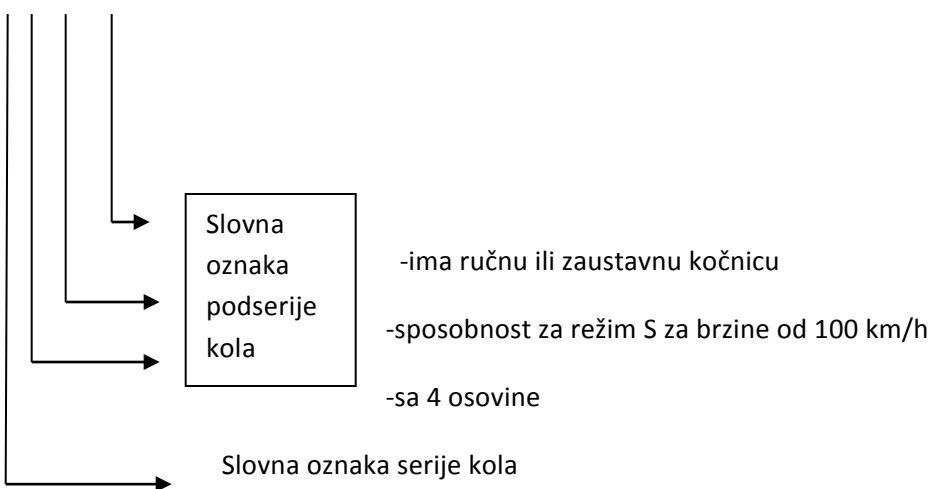 Slovna
oznaka
podserije
kola
-ima ručnu ili zaustavnu kočnicu
-sposobnost za režim S za brzine od 100 km/h
-sa 4 osovine
Slovna oznaka serije kola